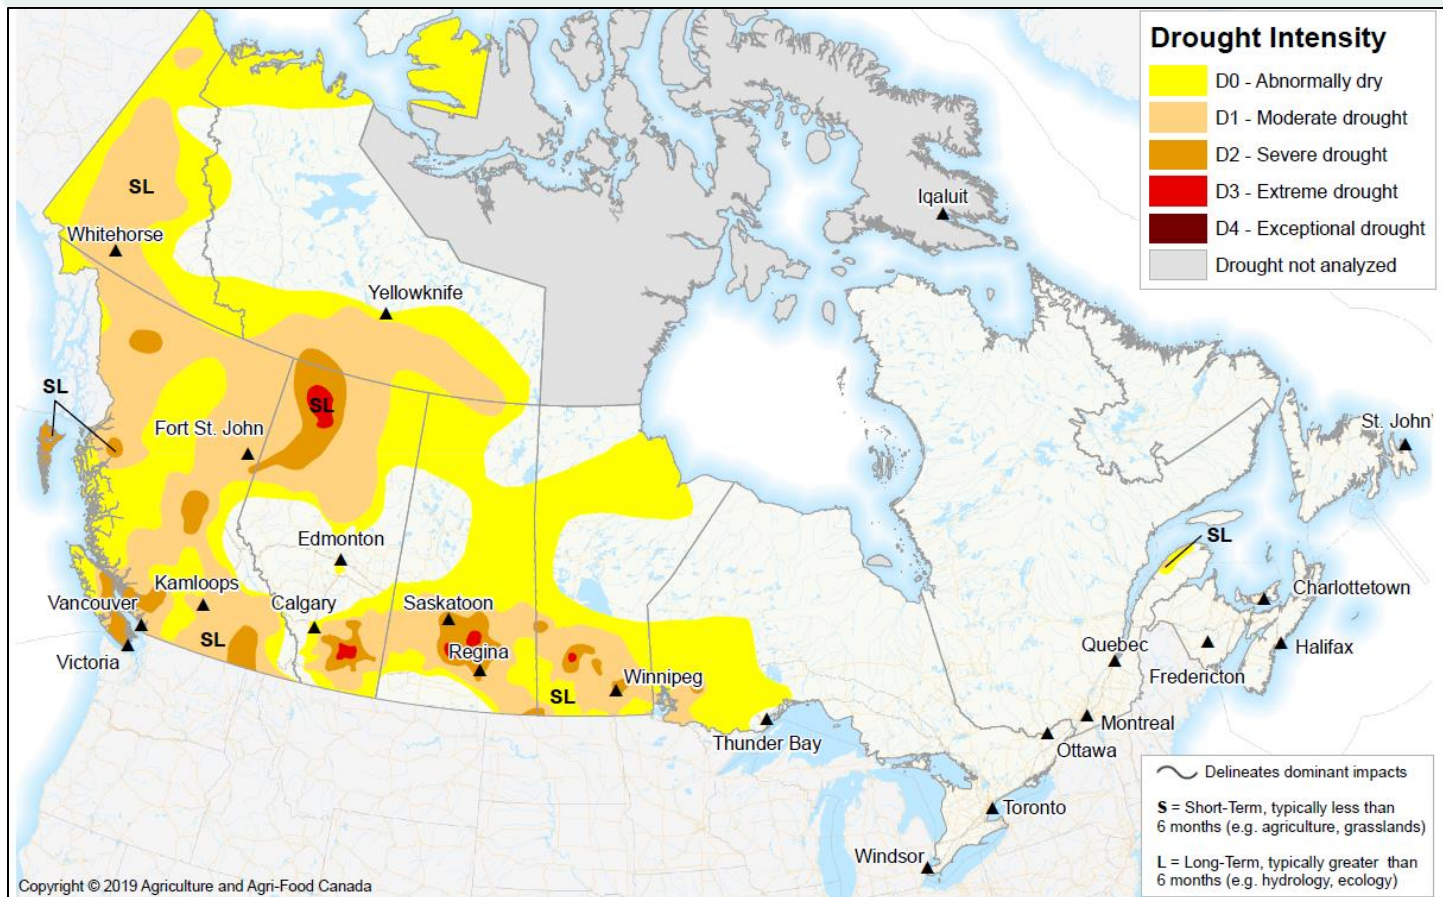 Drought Intensity
D0 - Abnormally dry
D1 - Moderate drought
D2 - Severe drought
D3 - Extreme drought
D4 - Exceptional drought
Drought not analyzed
SL
Iqaluit
Whitehorse
Yellowknife
SL
SL
Fort St. John
St. John'
SL
Edmonton
Kamloops
Calgary
Saskatoon
Charlottetown
Vancouver
SL
Regina
Quebec
Halifax
Victoria
Winnipeg
Fredericton
SL
Montreal
Thunder Bay
Ottawa
Toronto
Windsor
Delineates dominant impacts
S = Short-Term, typically less than
6 months (e.g. agriculture, grasslands)
L = Long-Term, typically greater than
6 months (e.g. hydrology, ecology)
Copyright © 2019 Agriculture and Agri-Food Canada